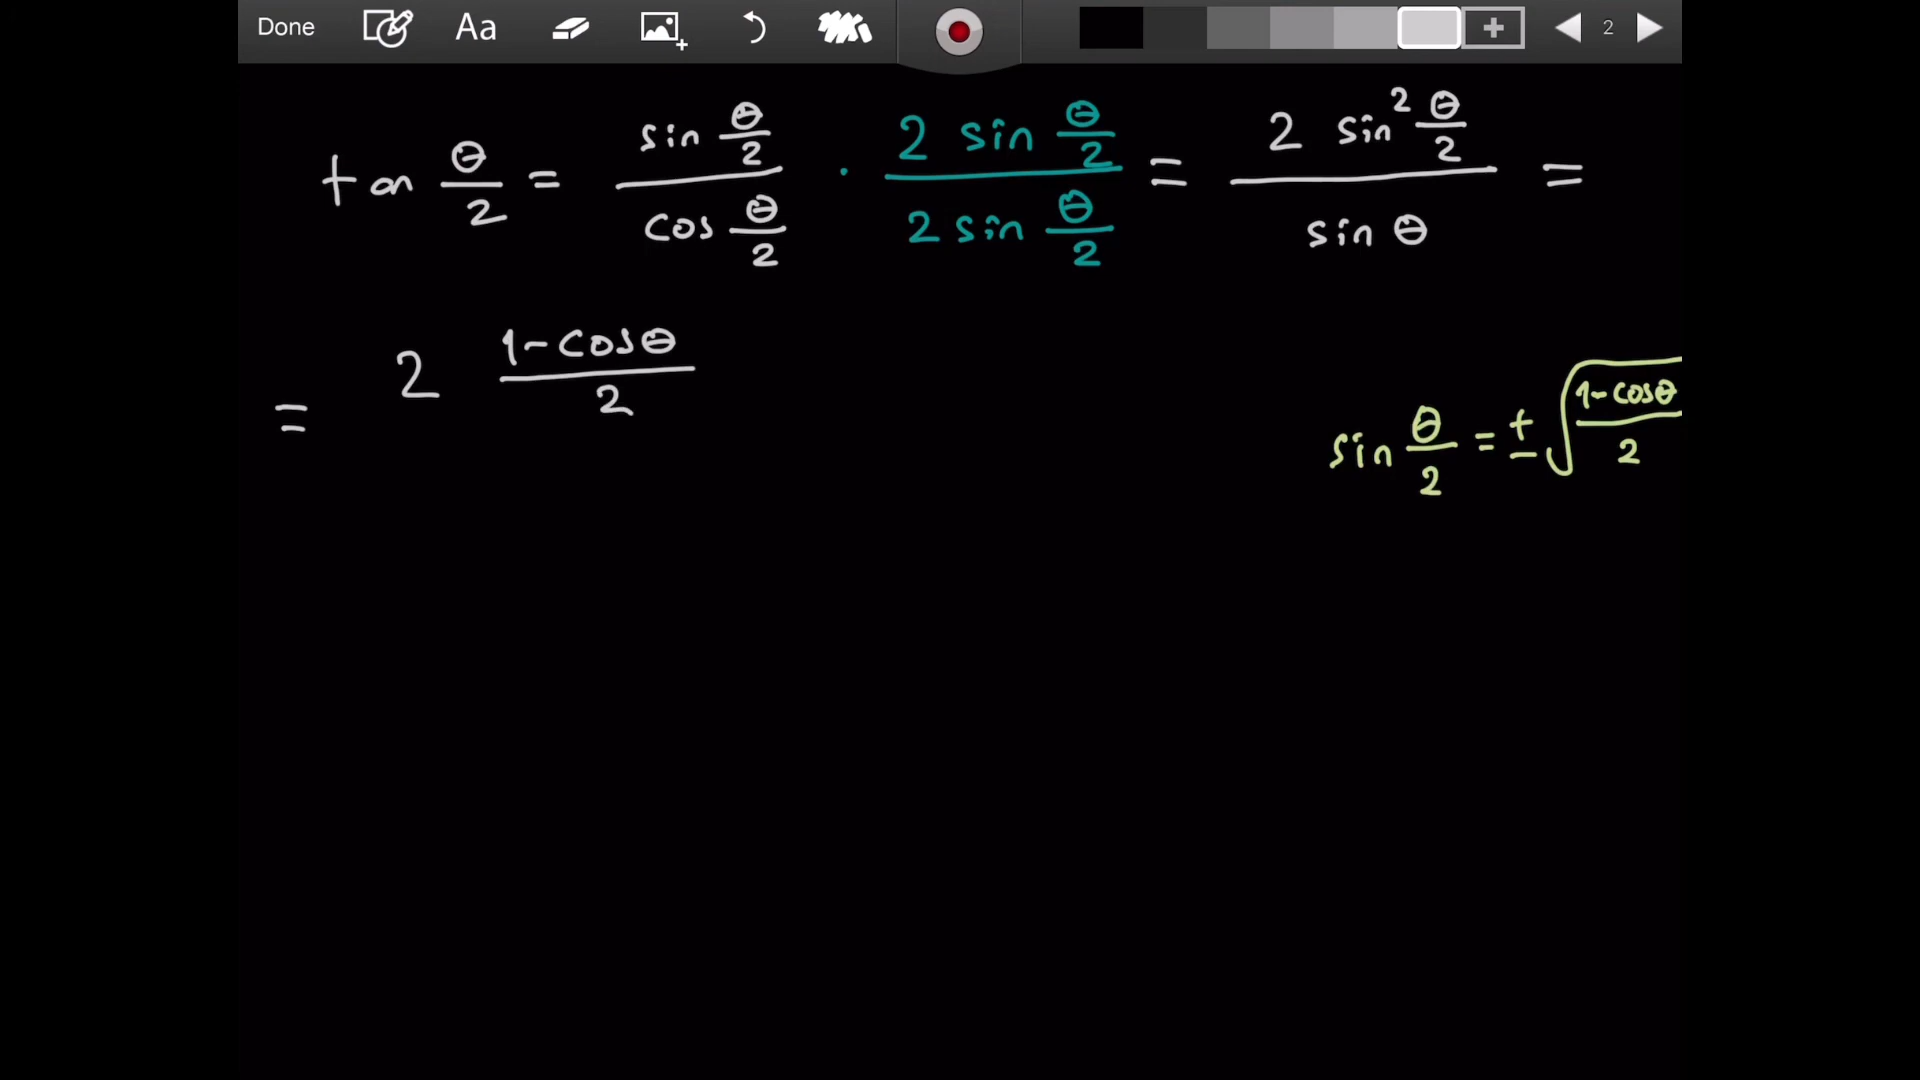 Done Aa 2
tan θ/2 = (sin θ/2)/(cos θ/2) · (2 sin θ/2)/(2 sin θ/2) = (2 sin² θ/2)/(sin θ) =
= 2 (1-cosθ)/2
sin θ/2 = ± √((1-cosθ)/2)